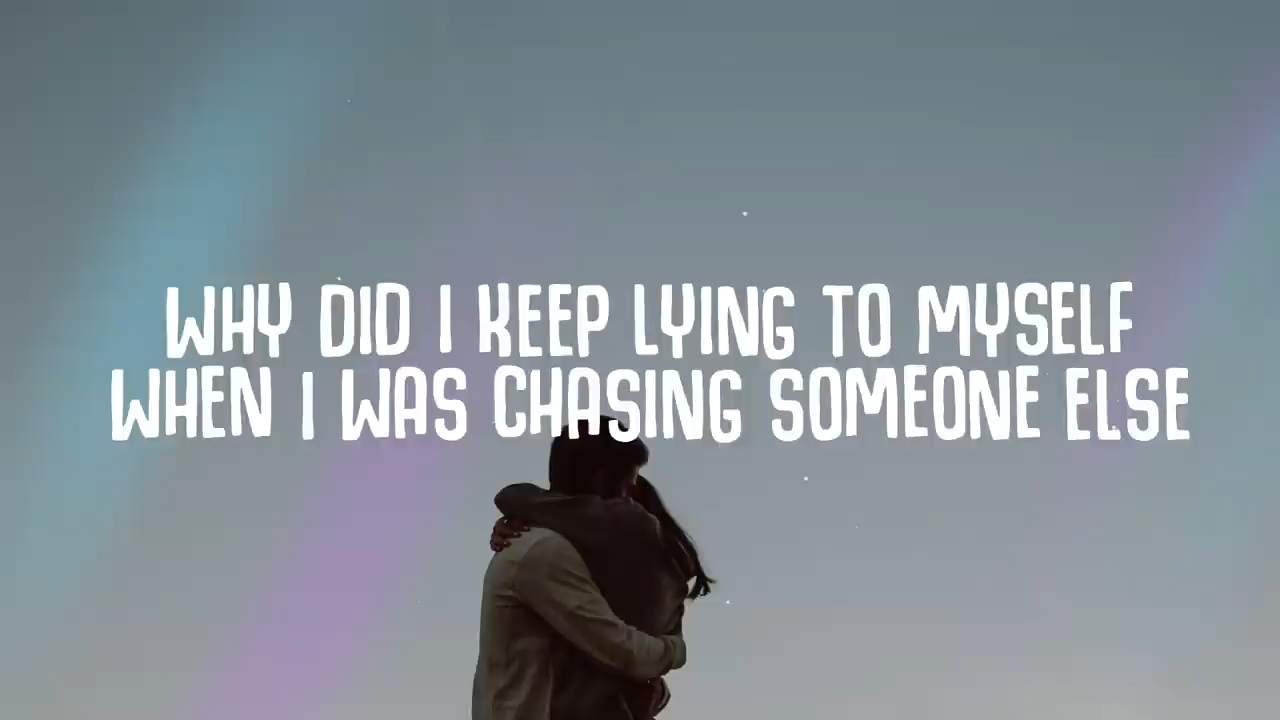 WHY DID I KEEP LYING TO MYSELF
WHEN I WAS CHASING SOMEONE ELSE